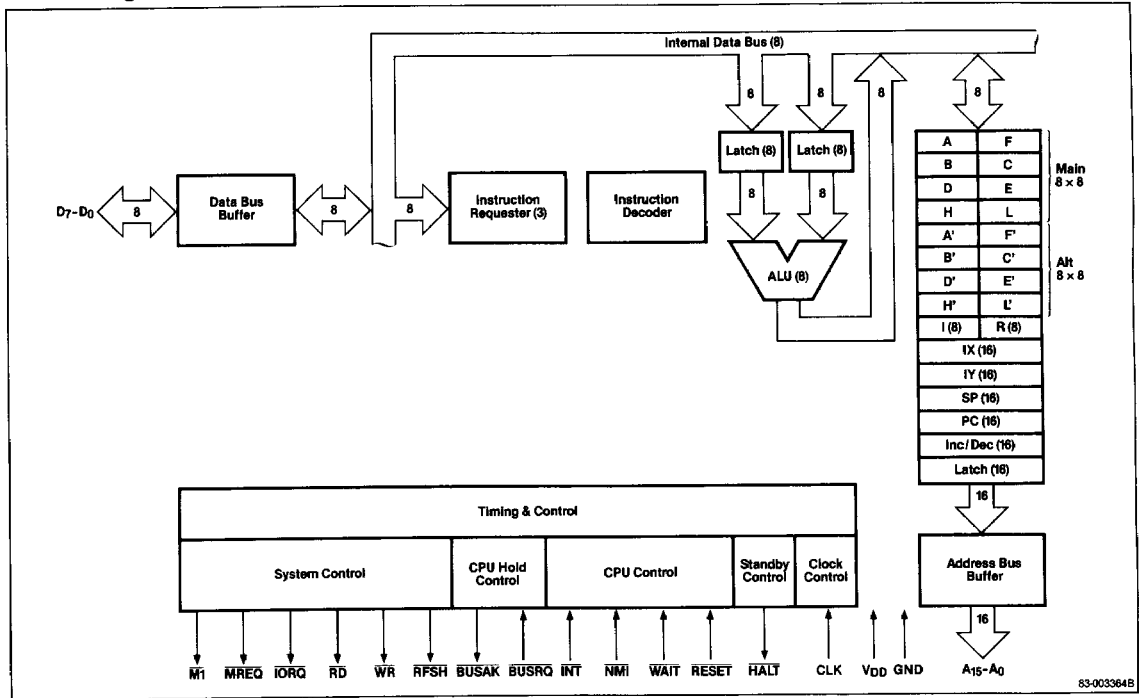 Internal Data Bus (8)
8
8
8
8
Latch (8)
Latch (8)
A
F
B
C
D
E
H
L
Main
8 × 8
D7-D0
8
Data Bus
Buffer
8
8
Instruction
Requester (3)
Instruction
Decoder
8
8
ALU (8)
A'
F'
B'
C'
D'
E'
H'
L'
Alt
8 × 8
I (8)
R (8)
IX (16)
IY (16)
SP (16)
PC (16)
Inc/Dec (16)
Latch (16)
16
Timing & Control
System Control
CPU Hold
Control
CPU Control
Standby
Control
Clock
Control
Address Bus
Buffer
16
M1
MREQ
IORQ
RD
WR
RFSH
BUSAK
BUSRQ
INT
NMI
WAIT
RESET
HALT
CLK
VDD
GND
A15-A0
83-003364B